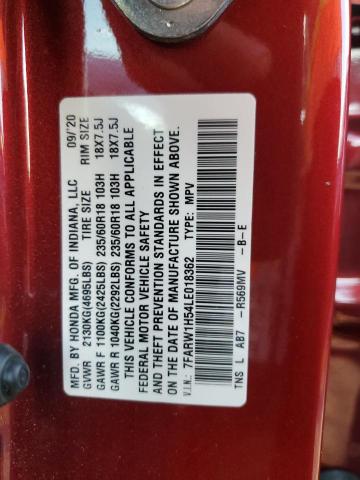 MFD. BY HONDA MFG. OF INDIANA, LLC 09/'20
GVWR 2130KG(4695LBS) TIRE SIZE RIM SIZE
GAWR F 1100KG(2425LBS) 235/60R18 103H 18X7.5J
GAWR R 1040KG(2292LBS) 235/60R18 103H 18X7.5J
THIS VEHICLE CONFORMS TO ALL APPLICABLE
FEDERAL MOTOR VEHICLE SAFETY
AND THEFT PREVENTION STANDARDS IN EFFECT
ON THE DATE OF MANUFACTURE SHOWN ABOVE.
V.I.N.: 7FARW1H54LE018362 TYPE: MPV
TNS L AB7 -R569MV -B-E